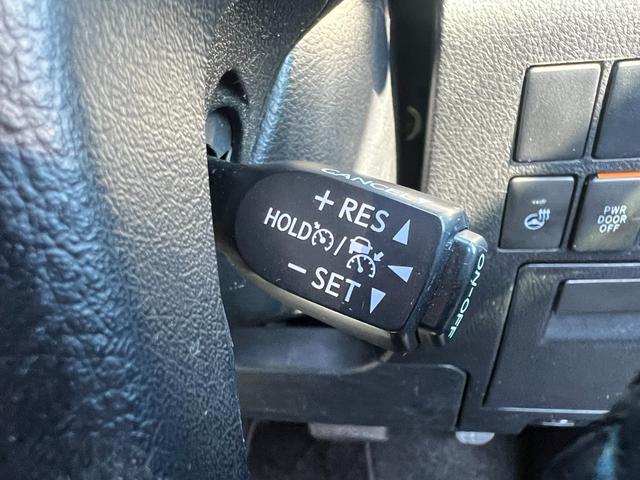 CANCEL
+ RES
HOLD /
− SET
ON-OFF
PWR
DOOR
OFF